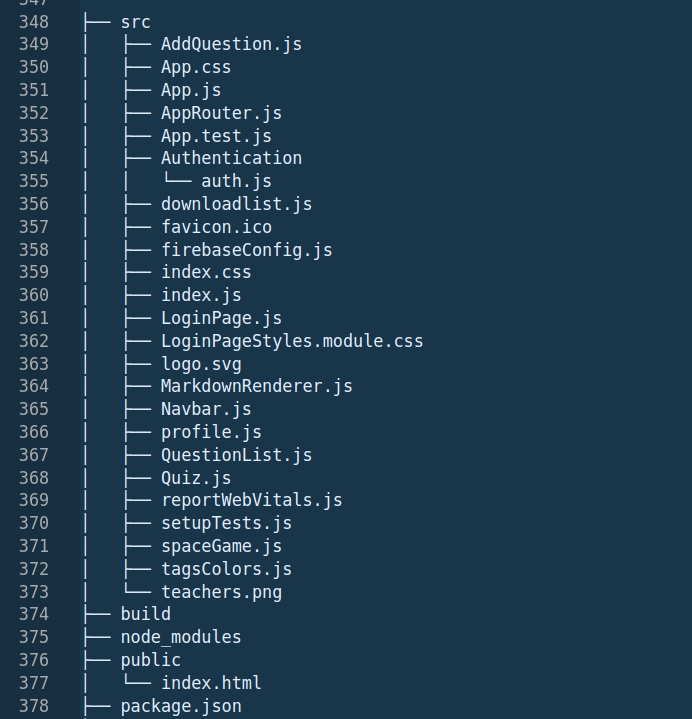 348 ├── src
349 │   ├── AddQuestion.js
350 │   ├── App.css
351 │   ├── App.js
352 │   ├── AppRouter.js
353 │   ├── App.test.js
354 │   ├── Authentication
355 │   │   └── auth.js
356 │   ├── downloadlist.js
357 │   ├── favicon.ico
358 │   ├── firebaseConfig.js
359 │   ├── index.css
360 │   ├── index.js
361 │   ├── LoginPage.js
362 │   ├── LoginPageStyles.module.css
363 │   ├── logo.svg
364 │   ├── MarkdownRenderer.js
365 │   ├── Navbar.js
366 │   ├── profile.js
367 │   ├── QuestionList.js
368 │   ├── Quiz.js
369 │   ├── reportWebVitals.js
370 │   ├── setupTests.js
371 │   ├── spaceGame.js
372 │   ├── tagsColors.js
373 │   └── teachers.png
374 ├── build
375 ├── node_modules
376 ├── public
377 │   └── index.html
378 ├── package.json